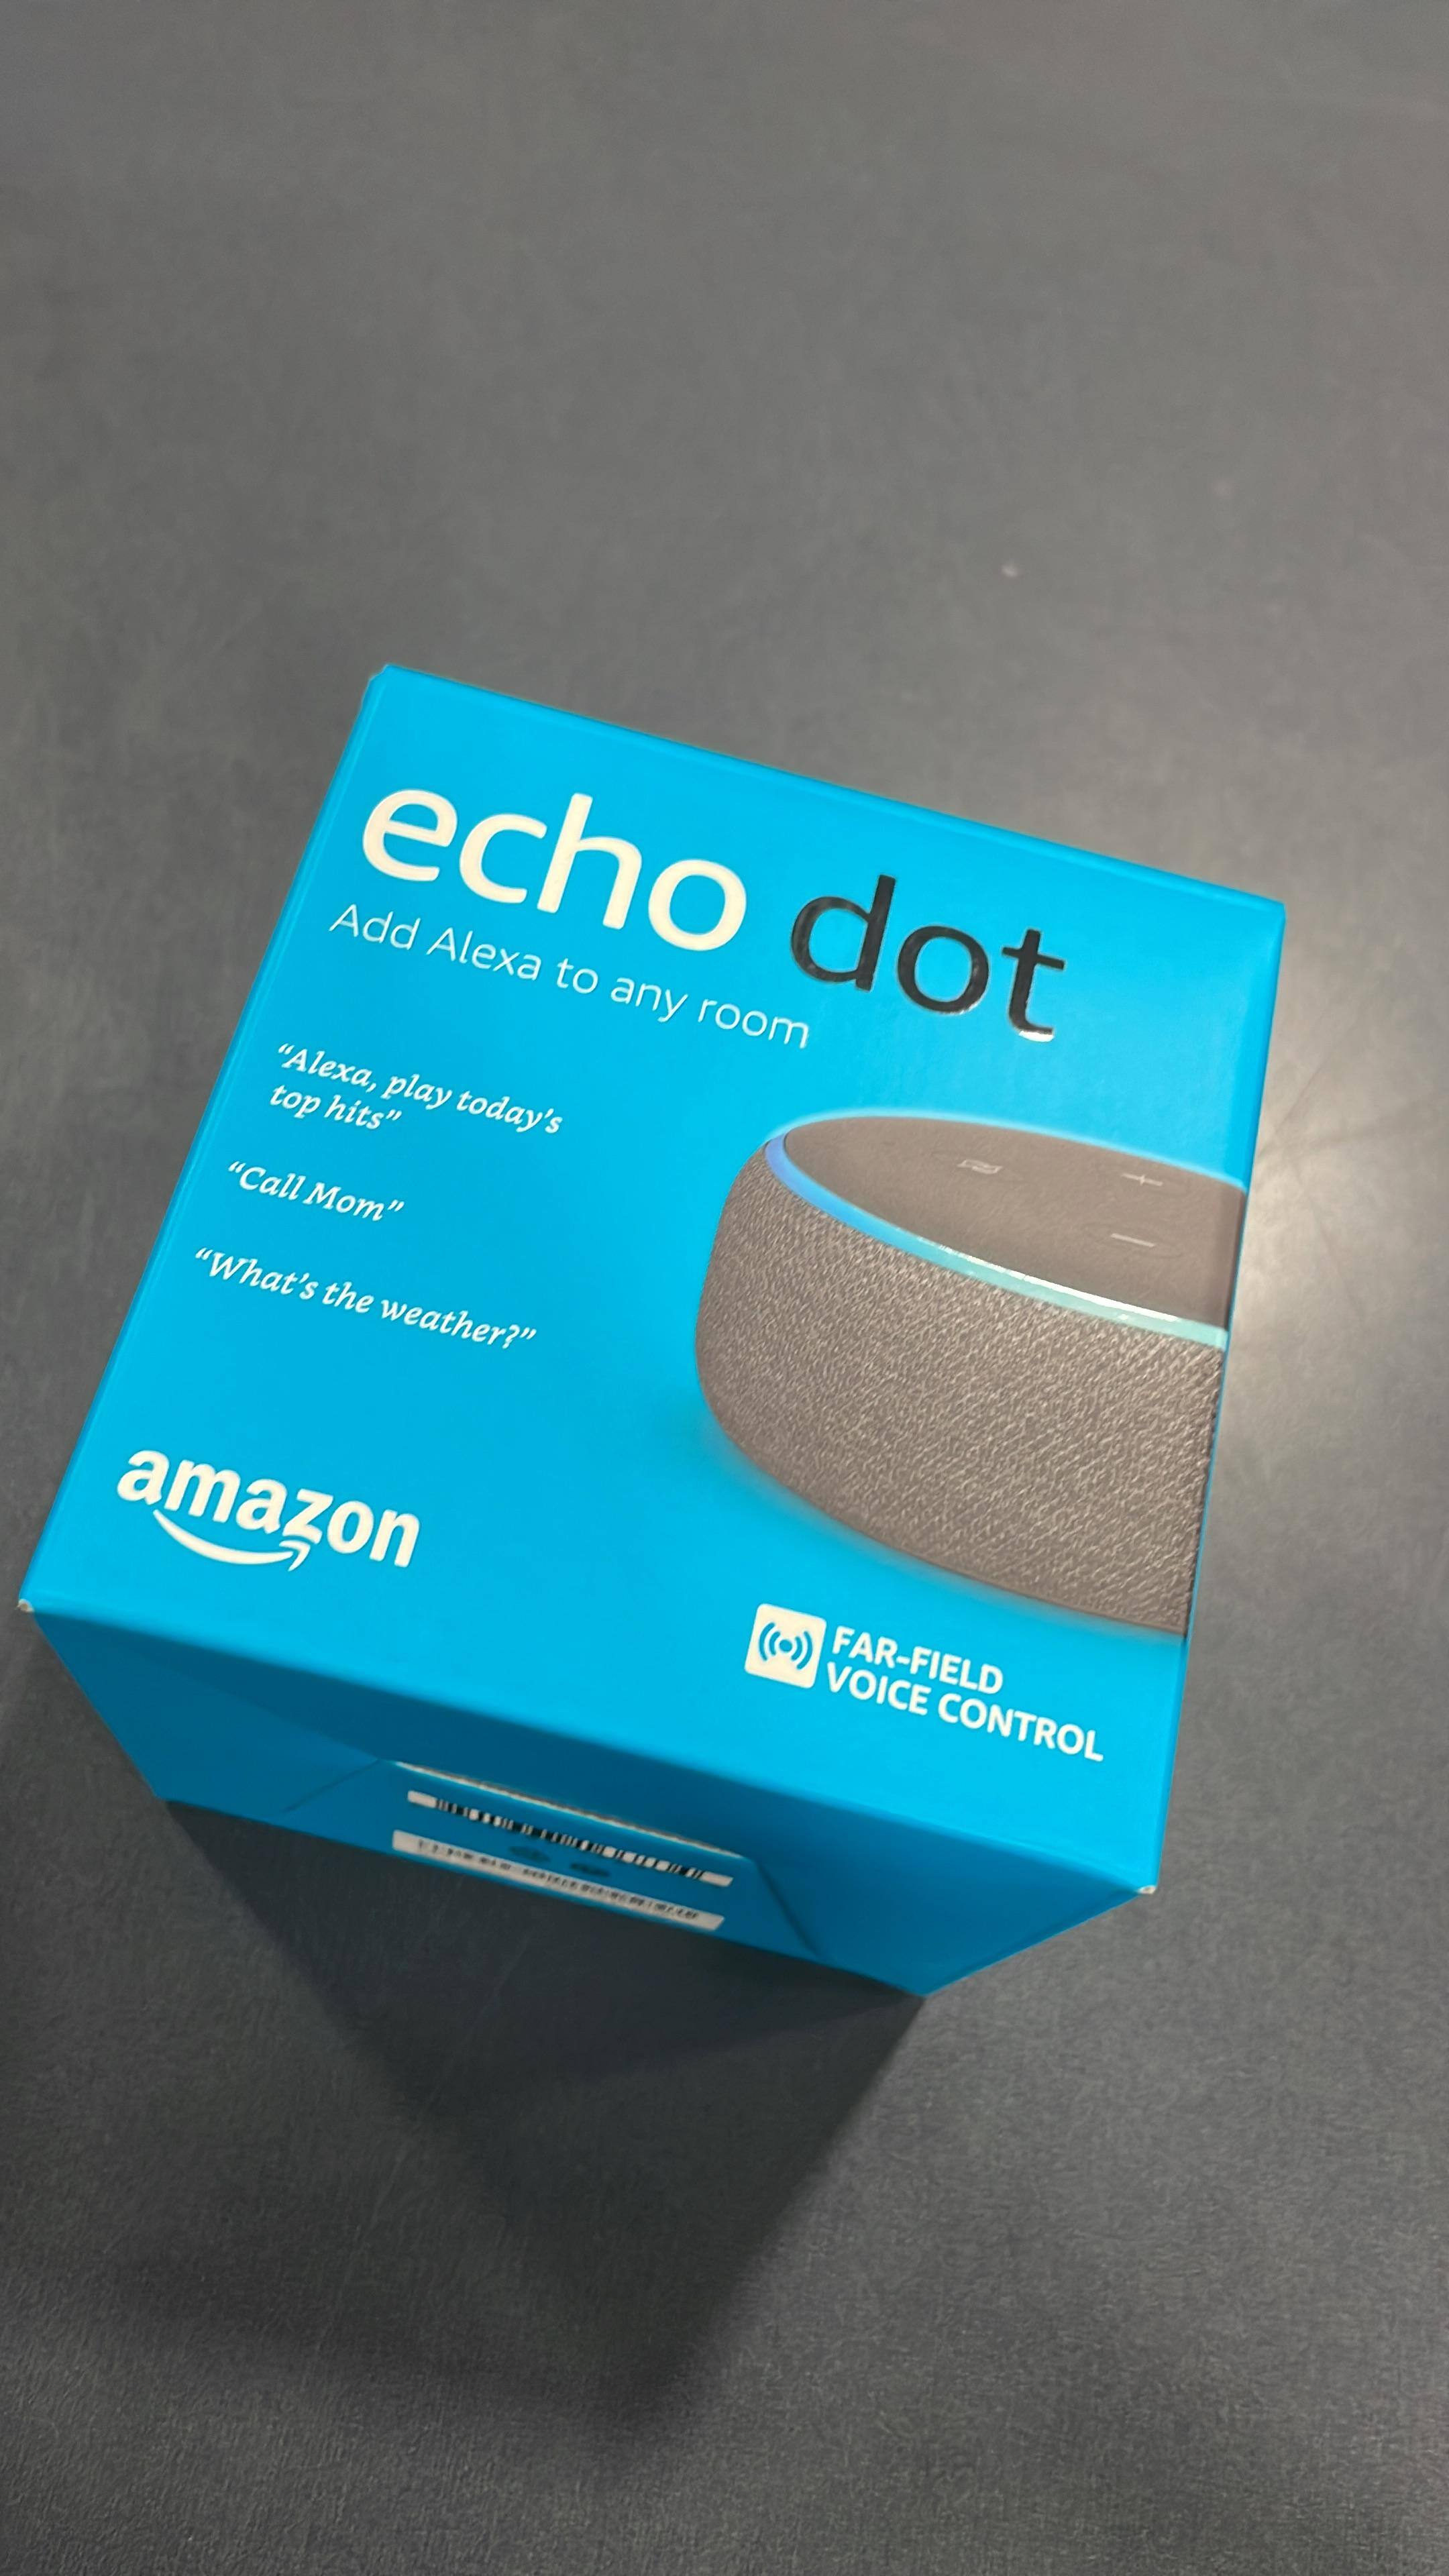 echo dot
Add Alexa to any room
“Alexa, play today’s
top hits”
“Call Mom”
“What’s the weather?”
amazon
FAR-FIELD
VOICE CONTROL